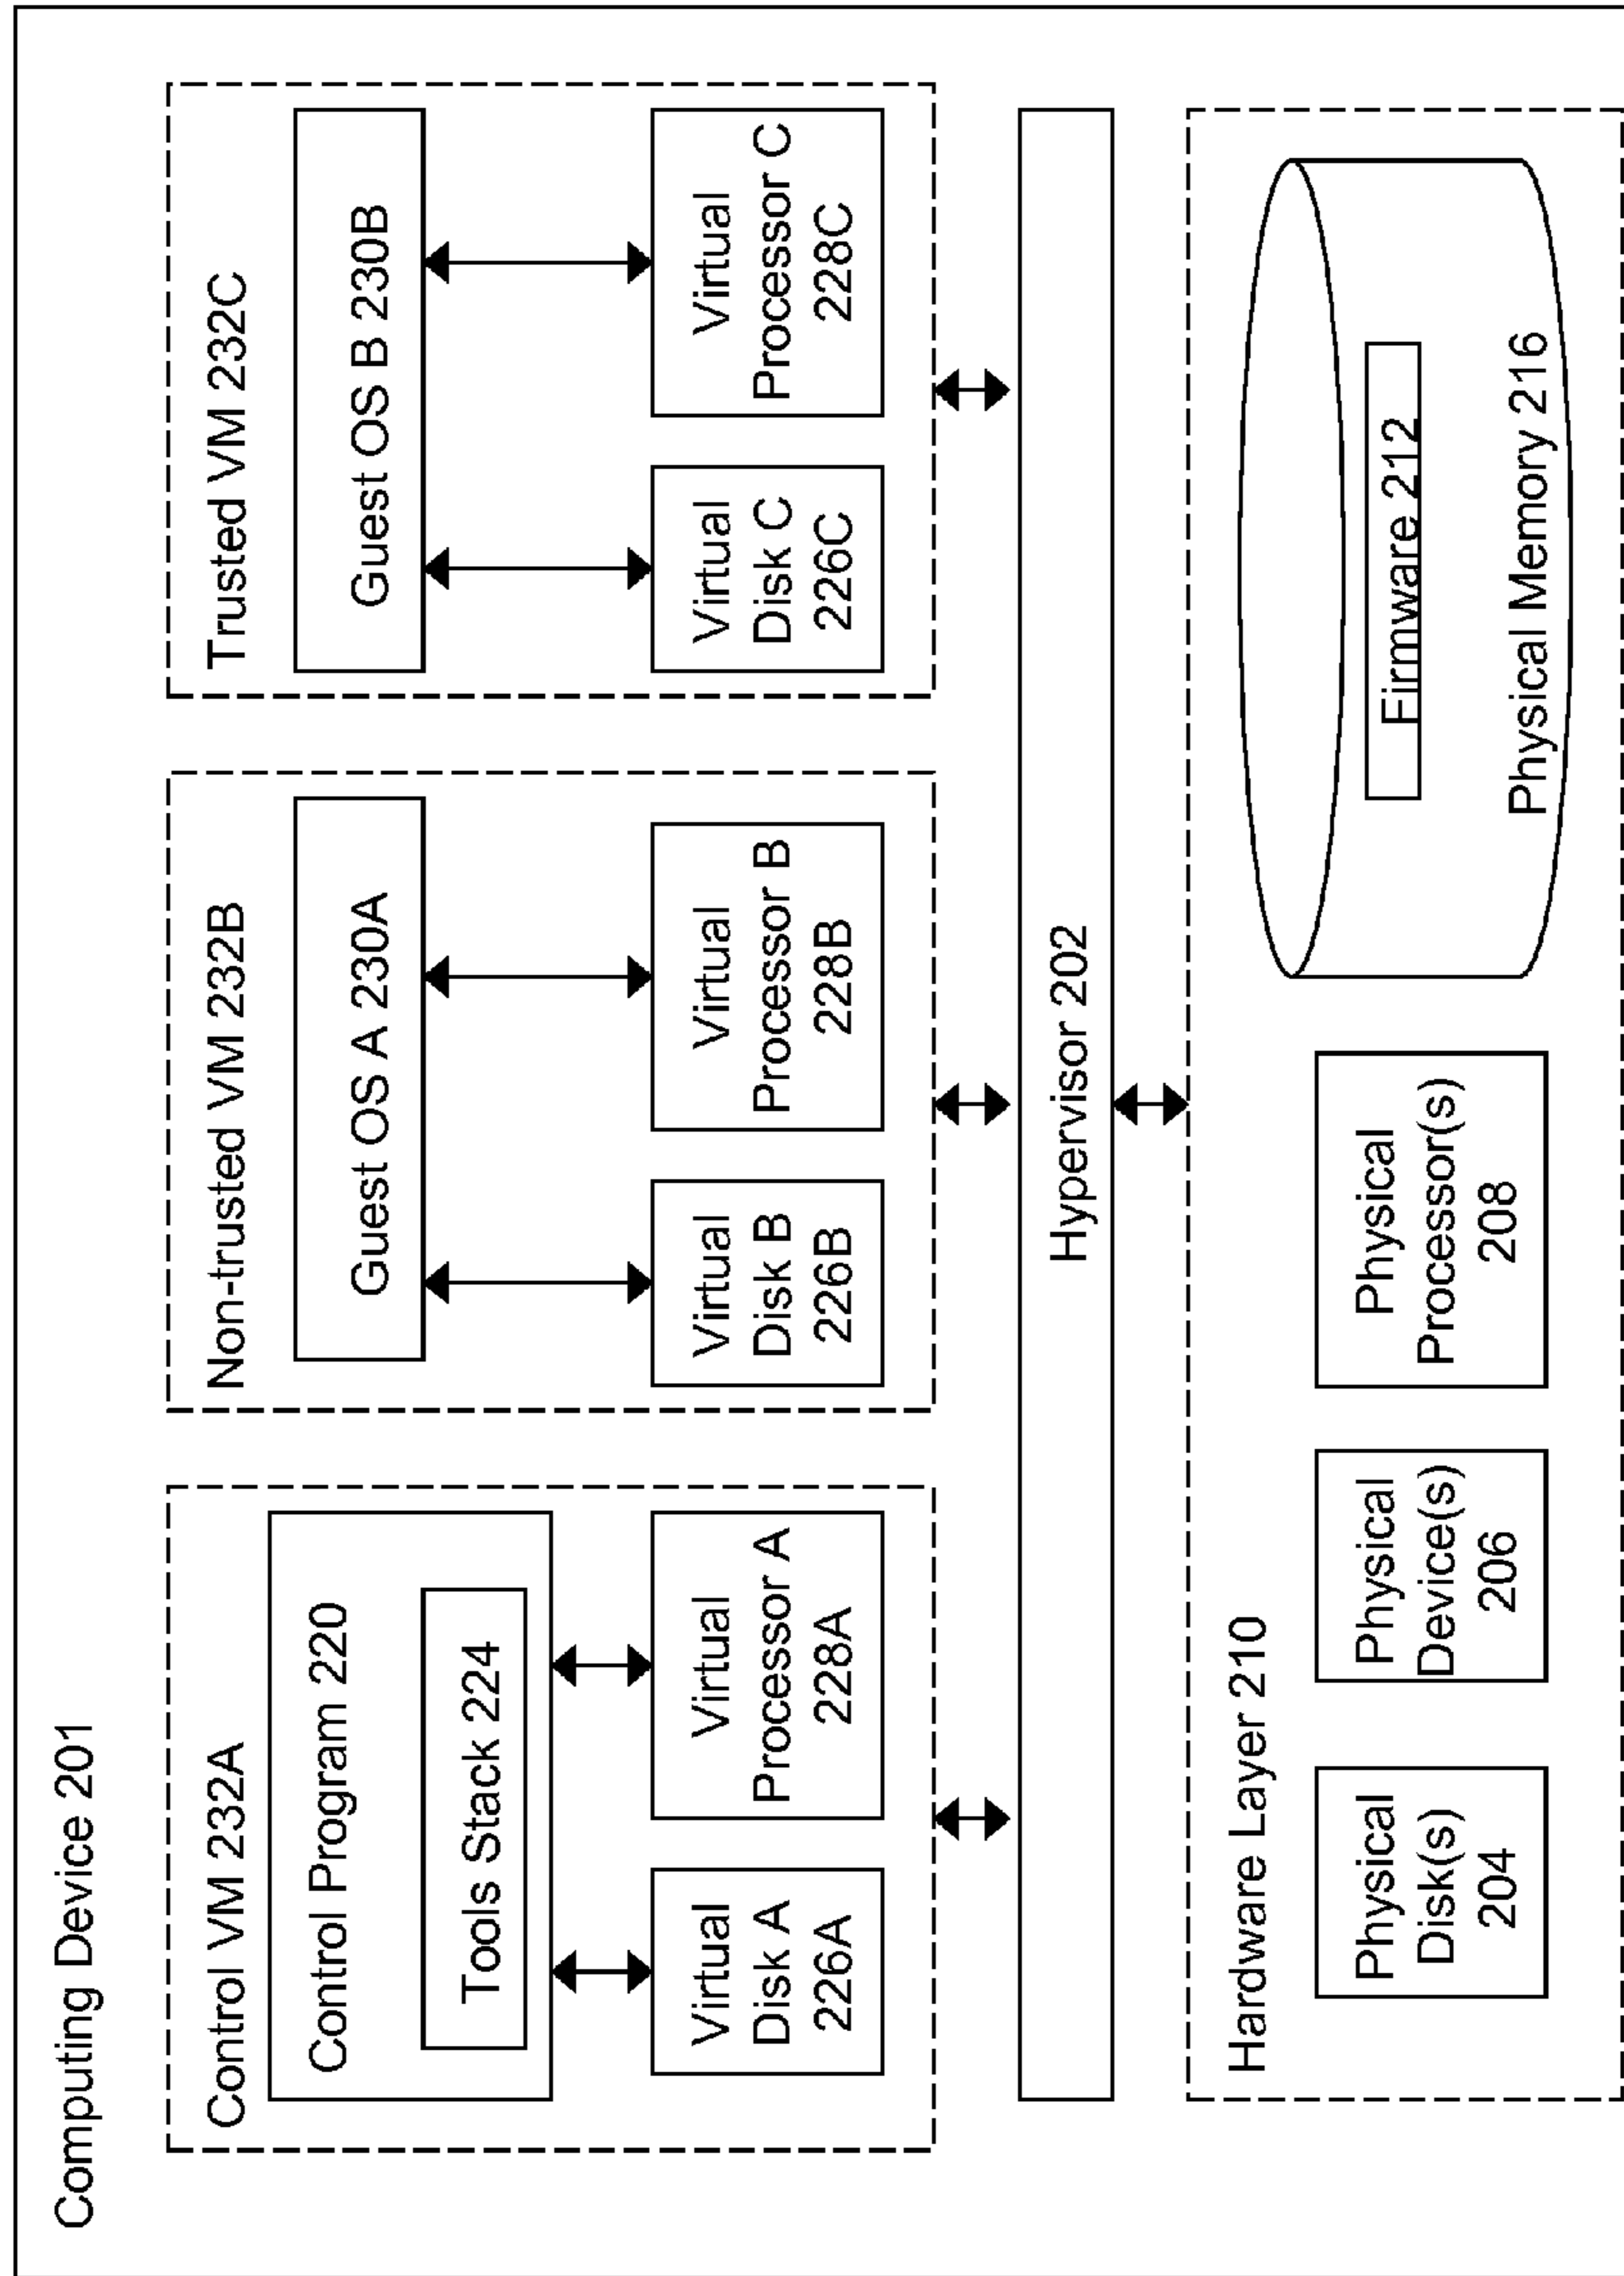 Computing Device 201
Control VM 232A
Control Program 220
Tools Stack 224
Virtual
Disk A
226A
Virtual
Processor A
228A
Non-trusted VM 232B
Guest OS A 230A
Virtual
Disk B
226B
Virtual
Processor B
228B
Trusted VM 232C
Guest OS B 230B
Virtual
Disk C
226C
Virtual
Processor C
228C
Hypervisor 202
Hardware Layer 210
Physical
Disk(s)
204
Physical
Device(s)
206
Physical
Processor(s)
208
Firmware 212
Physical Memory 216